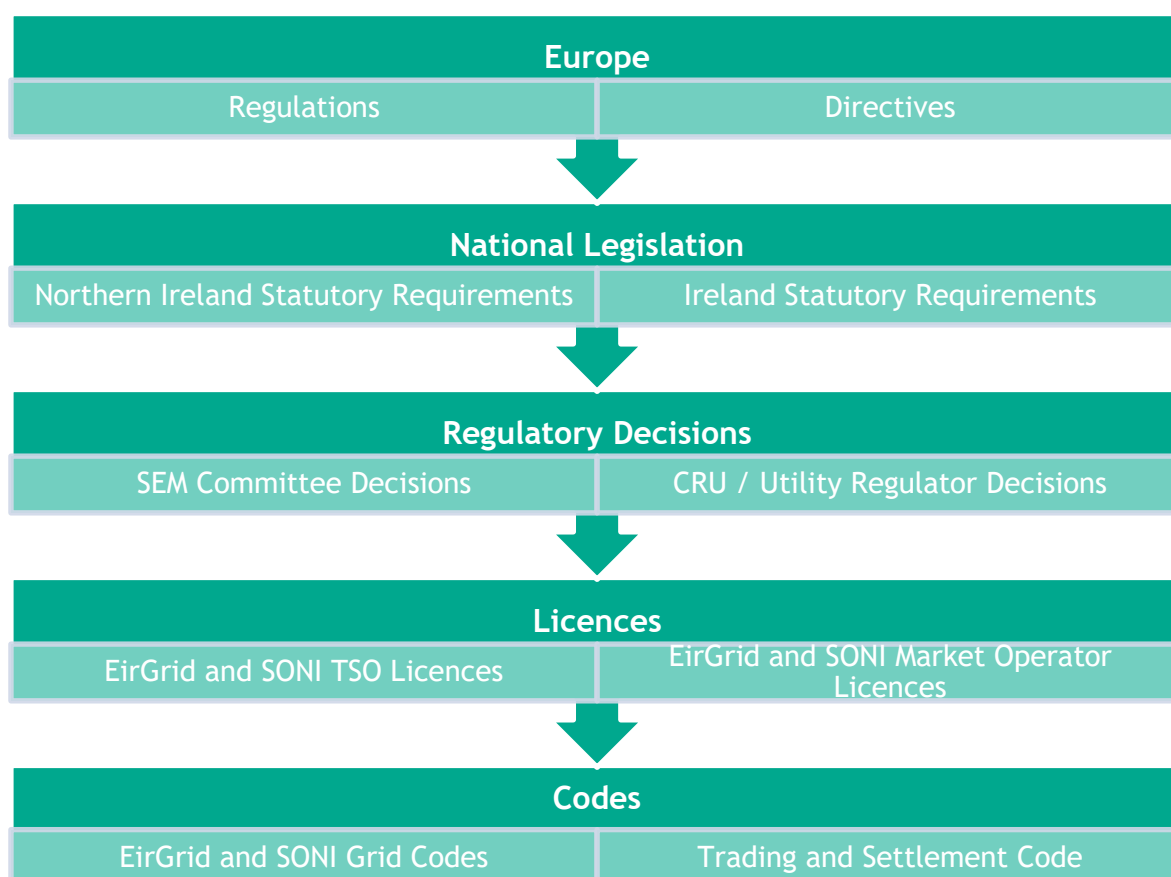 Europe
Regulations
Directives
National Legislation
Northern Ireland Statutory Requirements
Ireland Statutory Requirements
Regulatory Decisions
SEM Committee Decisions
CRU / Utility Regulator Decisions
Licences
EirGrid and SONI TSO Licences
EirGrid and SONI Market Operator
Licences
Codes
EirGrid and SONI Grid Codes
Trading and Settlement Code